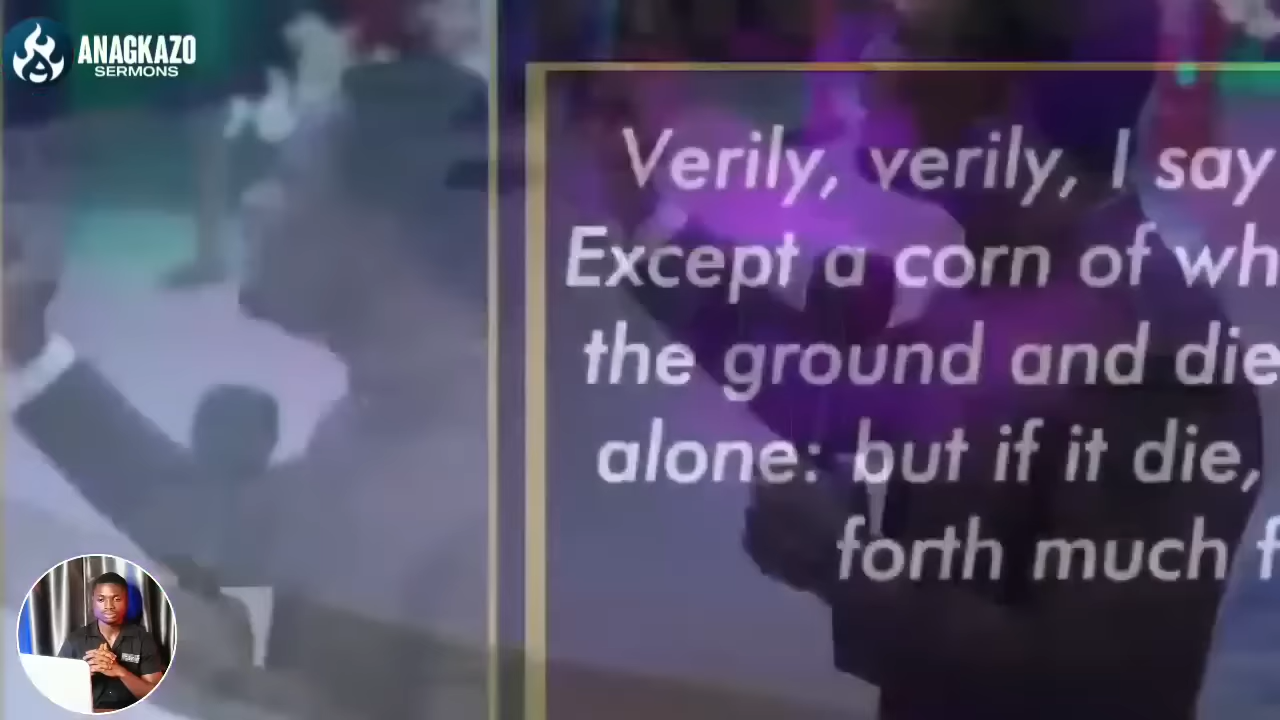 ANAGKAZO
SERMONS
Verily, verily, I say
Except a corn of wh
the ground and die
alone: but if it die,
forth much f